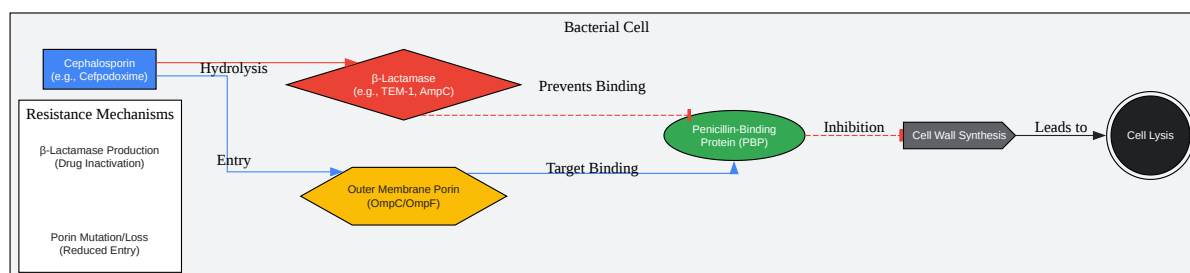 Bacterial Cell
Cephalosporin
(e.g., Cefpodoxime)
Hydrolysis
β-Lactamase
(e.g., TEM-1, AmpC)
Prevents Binding
Penicillin-Binding
Protein (PBP)
Inhibition
Cell Wall Synthesis
Leads to
Cell Lysis
Entry
Outer Membrane Porin
(OmpC/OmpF)
Target Binding
Resistance Mechanisms
β-Lactamase Production
(Drug Inactivation)
Porin Mutation/Loss
(Reduced Entry)